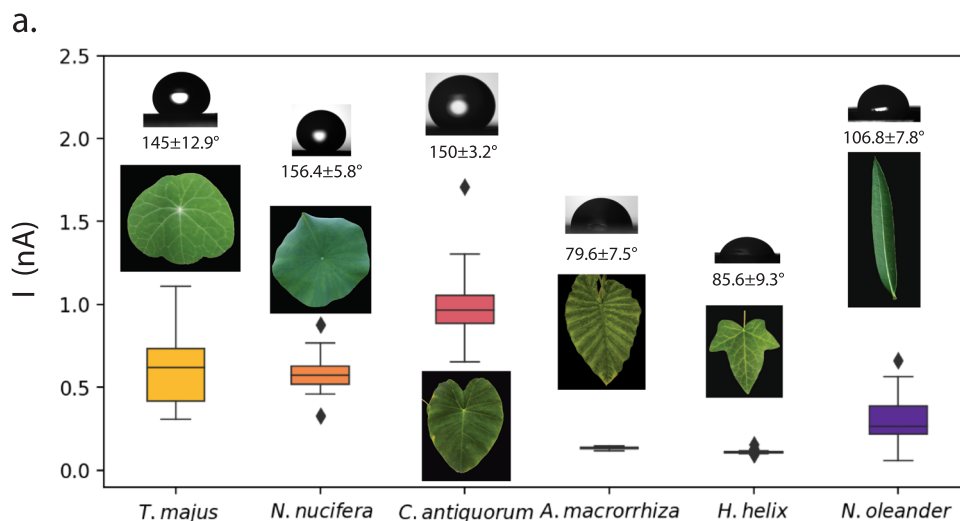 a.
I (nA)
2.5
2.0
1.5
1.0
0.5
0.0
145±12.9°
156.4±5.8°
150±3.2°
79.6±7.5°
85.6±9.3°
106.8±7.8°
T. majus
N. nucifera
C. antiquorum
A. macrorrhiza
H. helix
N. oleander